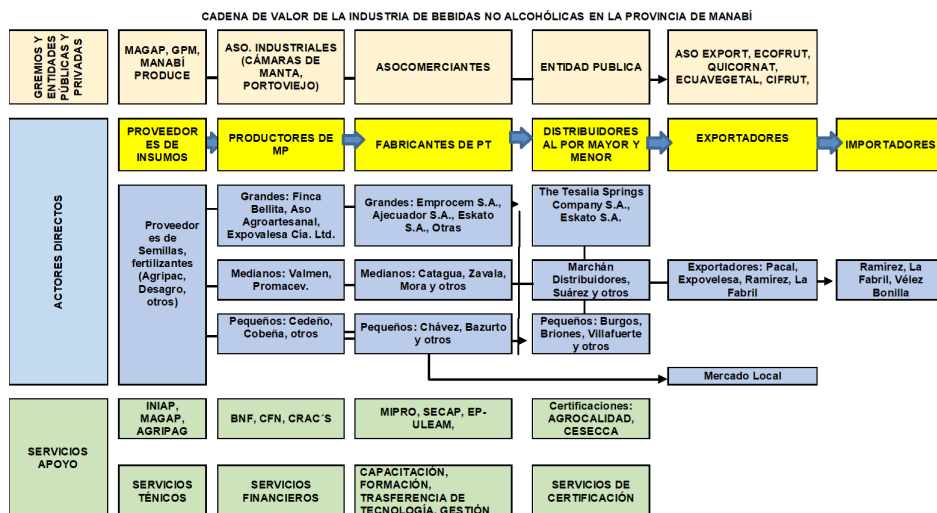 CADENA DE VALOR DE LA INDUSTRIA DE BEBIDAS NO ALCOHÓLICAS EN LA PROVINCIA DE MANABÍ
GREMIOS Y
ENTIDADES
PÚBLICAS Y
PRIVADAS
MAGAP, GPM,
MANABÍ
PRODUCE
ASO. INDUSTRIALES
(CÁMARAS DE
MANTA,
PORTOVIEJO)
ASOCOMERCIANTES
ENTIDAD PUBLICA
ASO EXPORT, ECOFRUT,
QUICORNAT,
ECUAVEGETAL, CIFRUT,
ACTORES DIRECTOS
PROVEEDOR
ES DE
INSUMOS
PRODUCTORES DE
MP
FABRICANTES DE PT
DISTRIBUIDORES
AL POR MAYOR Y
MENOR
EXPORTADORES
IMPORTADORES
Proveedor
es de
Semillas,
fertilizantes
(Agripac,
Desagro,
otros)
Grandes: Finca
Bellita, Aso
Agroartesanal,
Expovalesa Cía. Ltd.
Grandes: Emprocem S.A.,
Ajecuador S.A., Eskato
S.A., Otras
The Tesalia Springs
Company S.A.,
Eskato S.A.
Medianos: Valmen,
Promacev.
Medianos: Catagua, Zavala,
Mora y otros
Marchán
Distribuidores,
Suárez y otros
Exportadores: Pacal,
Expovelesa, Ramírez, La
Fabril
Ramírez, La
Fabril, Vélez
Bonilla
Pequeños: Cedeño,
Cobeña, otros
Pequeños: Chávez, Bazurto
y otros
Pequeños: Burgos,
Briones, Villafuerte
y otros
Mercado Local
SERVICIOS
APOYO
INIAP,
MAGAP,
AGRIPAG
BNF, CFN, CRAC´S
MIPRO, SECAP, EP-
ULEAM,
Certificaciones:
AGROCALIDAD,
CESECCA
SERVICIOS
TÉNICOS
SERVICIOS
FINANCIEROS
CAPACITACIÓN,
FORMACIÓN,
TRASFERENCIA DE
TECNOLOGÍA, GESTIÓN
SERVICIOS DE
CERTIFICACIÓN